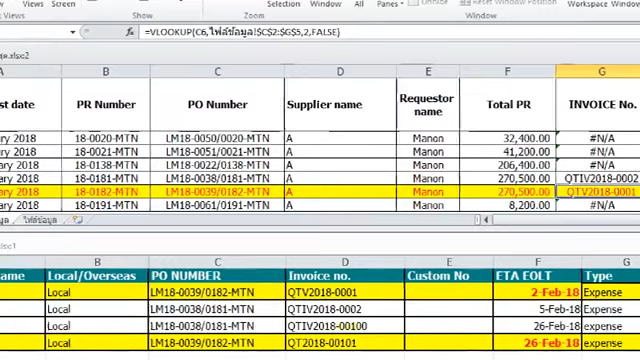 Selection
All
Panes
Reset Window Position
Workspace Windows
Show
Zoom
Window
=VLOOKUP(C6,ไฟล์ข้อมูล!$C$2:$G$5,2,FALSE)
.xlsx2
A B C D E F G
st date PR Number PO Number Supplier name Requestor name Total PR INVOICE No.
ary 2018 18-0020-MTN LM18-0050/0020-MTN A Manon 32,400.00 #N/A
ary 2018 18-0021-MTN LM18-0051/0021-MTN A Manon 41,200.00 #N/A
ary 2018 18-0138-MTN LM18-0022/0138-MTN A Manon 206,400.00 #N/A
ary 2018 18-0181-MTN LM18-0038/0181-MTN A Manon 270,500.00 QTIV2018-0002
ary 2018 18-0182-MTN LM18-0039/0182-MTN A Manon 270,500.00 QTV2018-0001
ary 2018 18-0191-MTN LM18-0061/0191-MTN A Manon 8,200.00 #N/A
ไฟล์ข้อมูล
lsx1
B C D E F G
ame Local/Overseas PO NUMBER Invoice no. Custom No ETA EOLT Type
Local LM18-0039/0182-MTN QTV2018-0001 2-Feb-18 Expense
Local LM18-0038/0181-MTN QTIV2018-0002 5-Feb-18 Expense
Local LM18-0038/0181-MTN QTIV2018-00100 26-Feb-18 Expense
Local LM18-0039/0182-MTN QT2018-00101 26-Feb-18 Expense